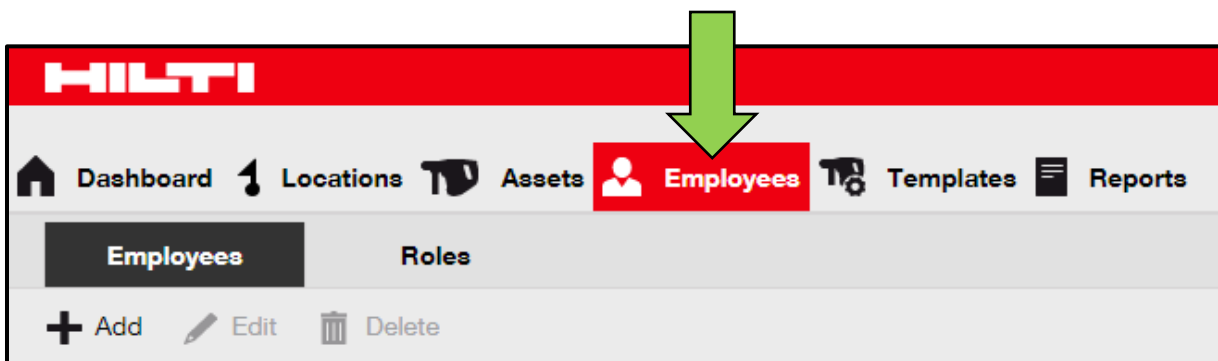 HILTI
Dashboard Locations Assets Employees Templates Reports
Employees Roles
Add Edit Delete